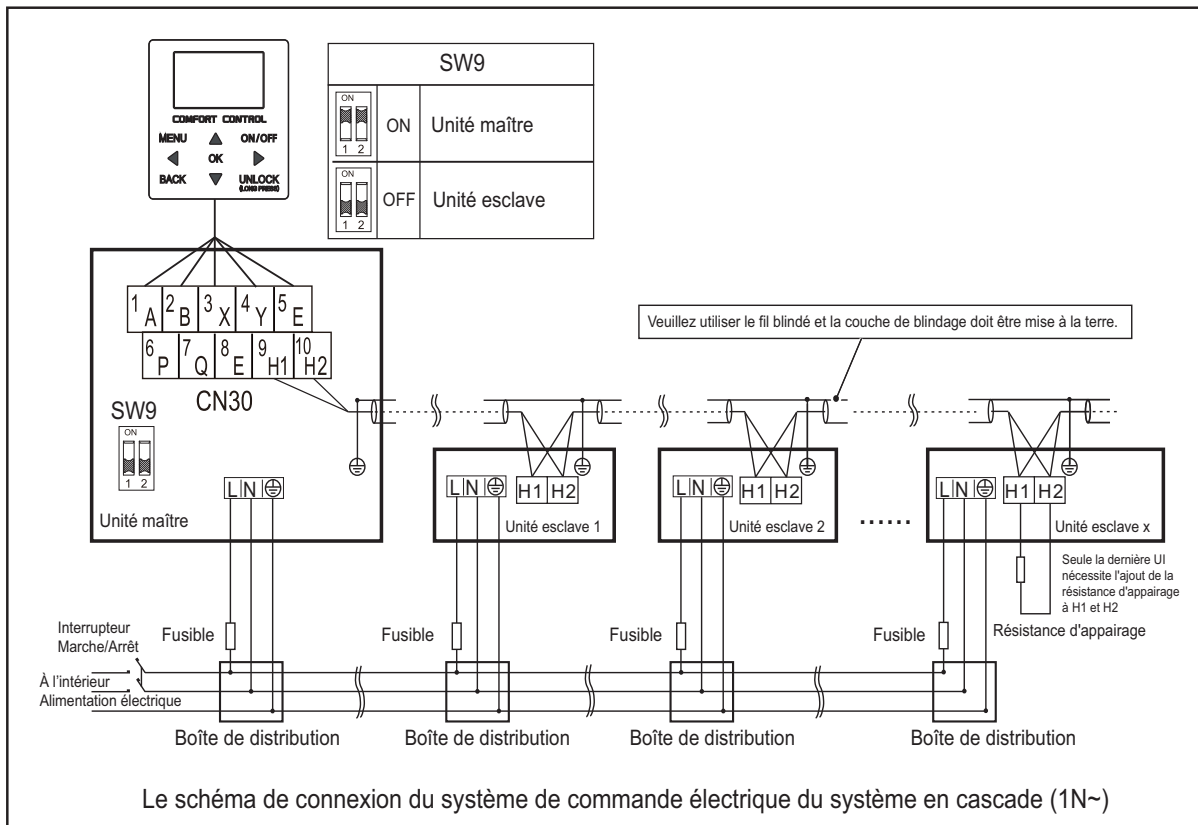 COMFORT CONTROL
MENU ON/OFF
OK
BACK UNLOCK
(LONG PRESS)
SW9
ON
1 2
ON
Unité maître
ON
1 2
OFF
Unité esclave
1 A 2 B 3 X 4 Y 5 E
6 P 7 Q 8 E 9 H1 10 H2
CN30
SW9
ON
1 2
L N
Unité maître
Veuillez utiliser le fil blindé et la couche de blindage doit être mise à la terre.
L N H1 H2
Unité esclave 1
L N H1 H2
Unité esclave 2
......
L N H1 H2
Unité esclave x
Seule la dernière UI
nécessite l'ajout de la
résistance d'appairage
à H1 et H2
Résistance d'appairage
Interrupteur
Marche/Arrêt
À l'intérieur
Alimentation électrique
Fusible
Fusible
Fusible
Fusible
Boîte de distribution
Boîte de distribution
Boîte de distribution
Boîte de distribution
Le schéma de connexion du système de commande électrique du système en cascade (1N~)